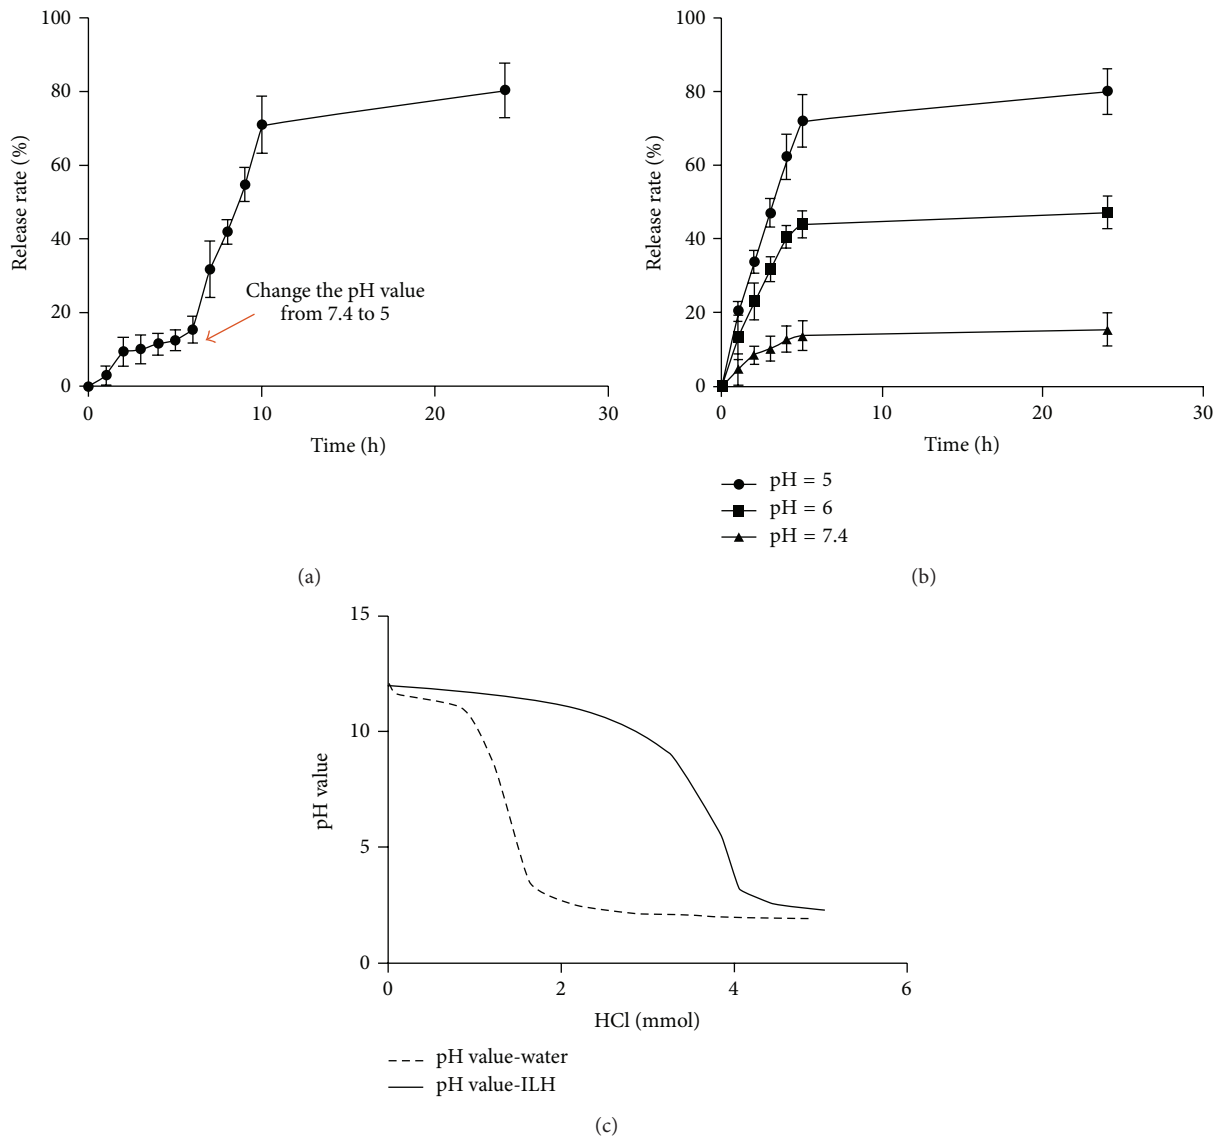 100
80
60
40
20
0
Release rate (%)
Change the pH value
from 7.4 to 5
0
10
20
30
Time (h)
(a)
100
80
60
40
20
0
Release rate (%)
0
10
20
30
Time (h)
pH = 5
pH = 6
pH = 7.4
(b)
15
10
5
0
pH value
0
2
4
6
HCl (mmol)
pH value-water
pH value-ILH
(c)